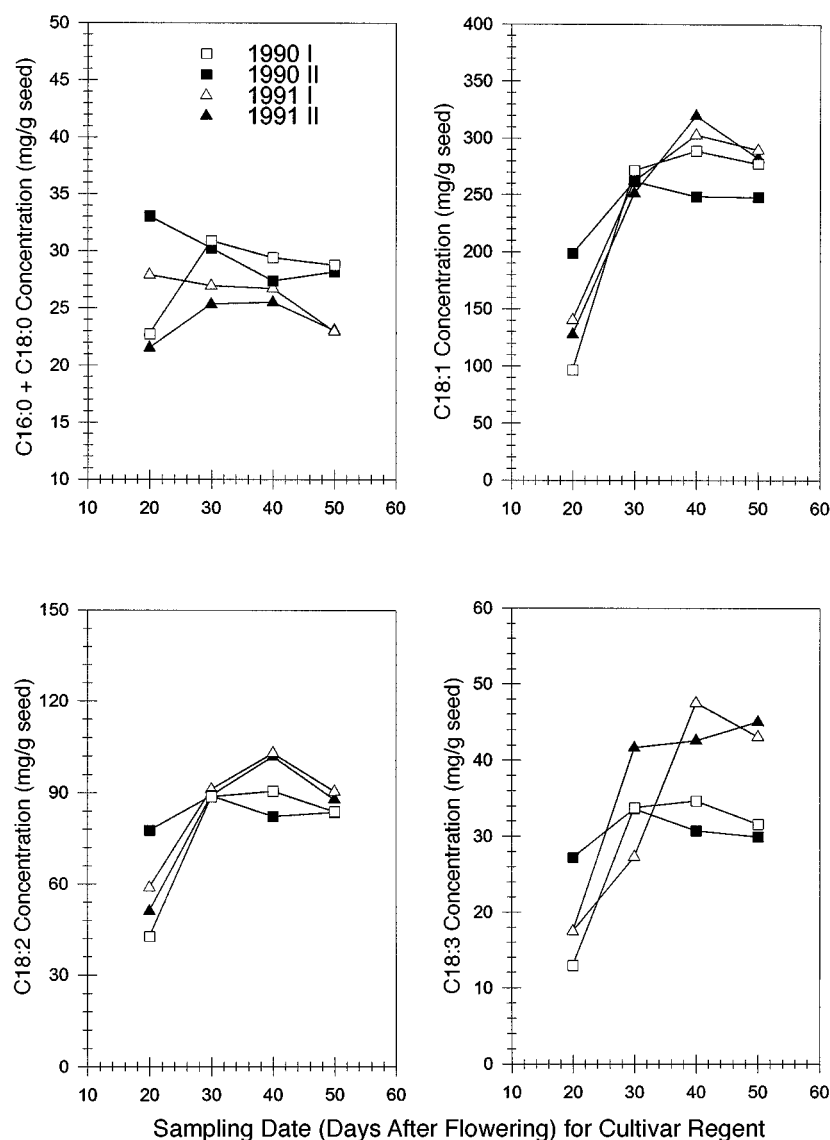 C16:0 + C18:0 Concentration (mg/g seed)
50
45
40
35
30
25
20
15
10
10 20 30 40 50 60
1990 I
1990 II
1991 I
1991 II
C18:1 Concentration (mg/g seed)
400
350
300
250
200
150
100
50
0
10 20 30 40 50 60
C18:2 Concentration (mg/g seed)
150
120
90
60
30
0
10 20 30 40 50 60
C18:3 Concentration (mg/g seed)
60
50
40
30
20
10
0
10 20 30 40 50 60
Sampling Date (Days After Flowering) for Cultivar Regent